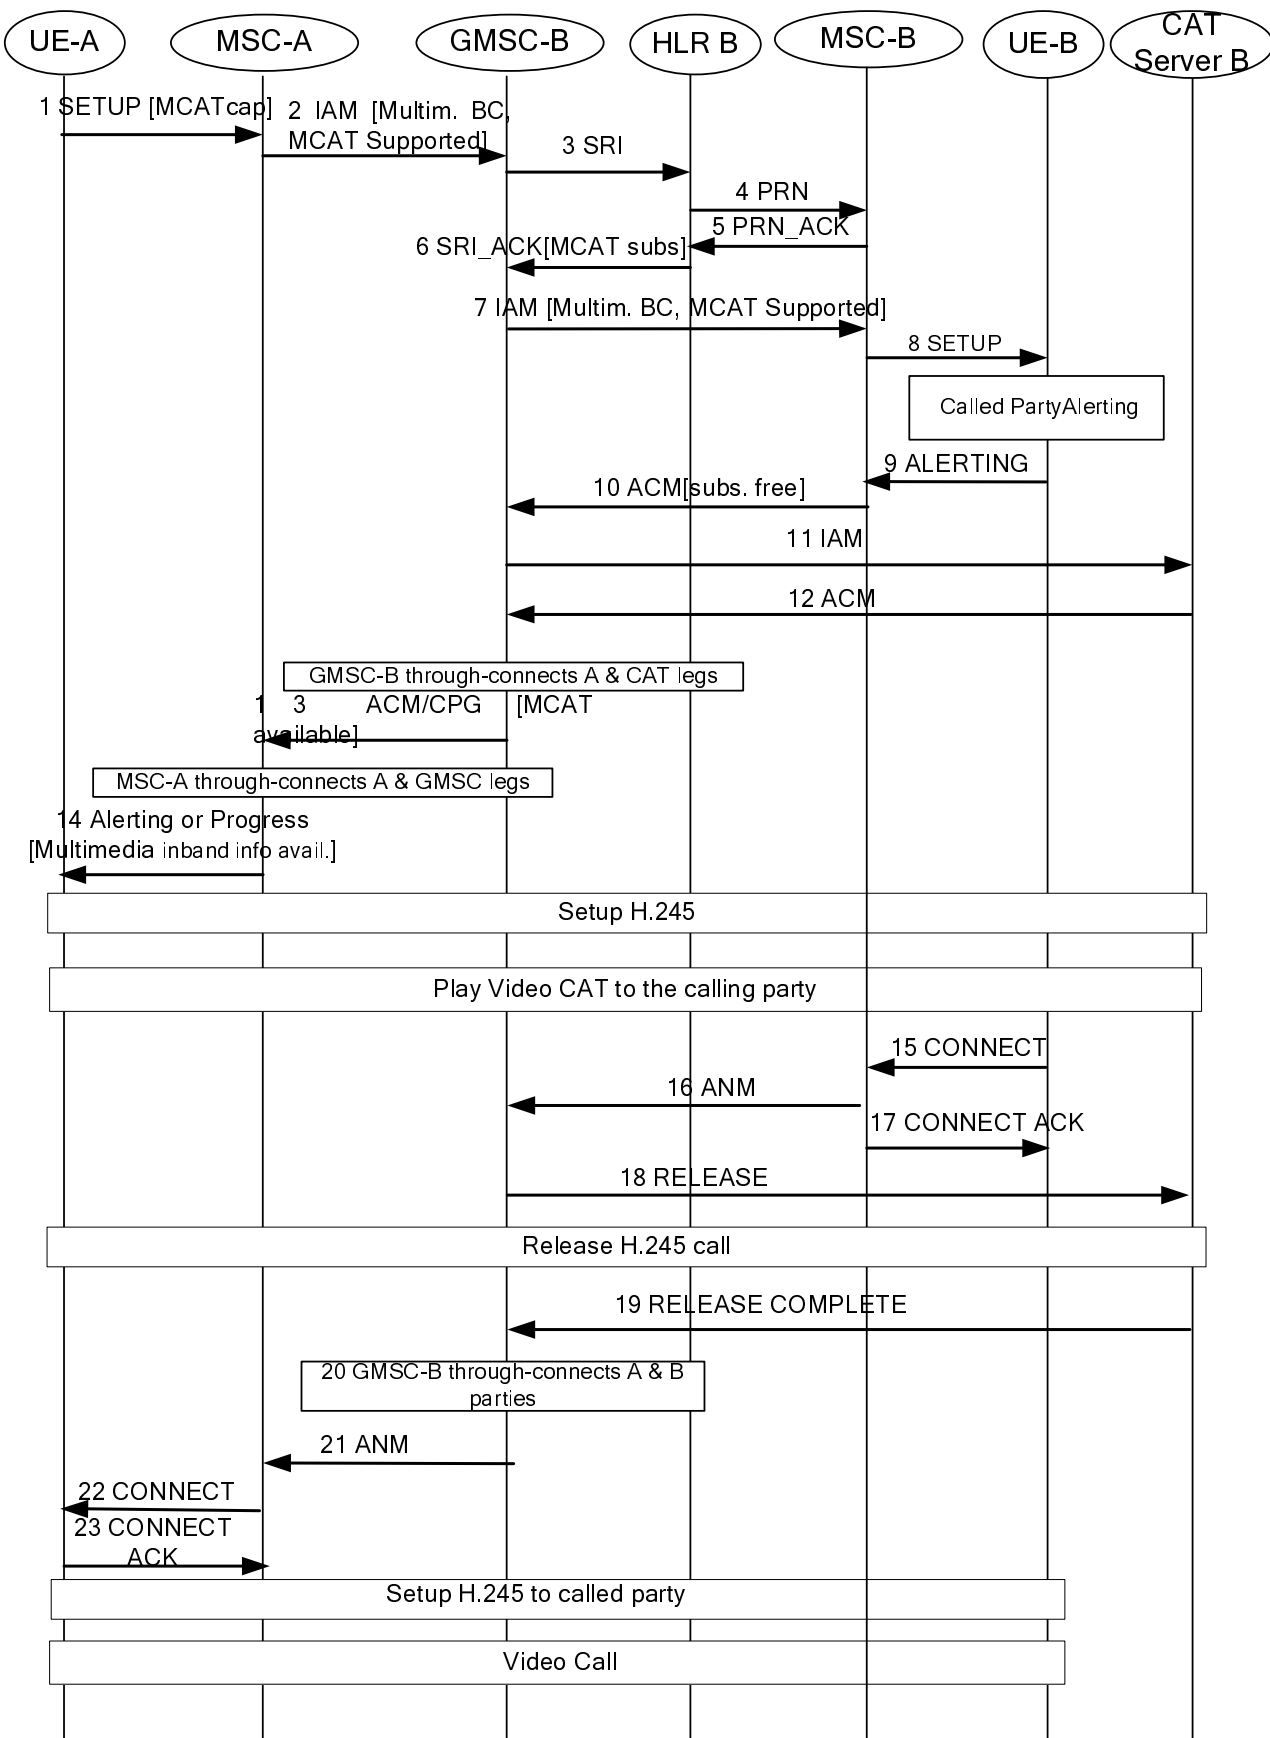 UE-A
MSC-A
GMSC-B
HLR B
MSC-B
UE-B
CAT
Server B
1 SETUP [MCATcap]
2 IAM [Multim. BC,
MCAT Supported]
3 SRI
4 PRN
5 PRN_ACK
6 SRI_ACK[MCAT subs]
7 IAM [Multim. BC, MCAT Supported]
8 SETUP
Called PartyAlerting
9 ALERTING
10 ACM[subs. free]
11 IAM
12 ACM
GMSC-B through-connects A & CAT legs
1 3 ACM/CPG [MCAT
available]
MSC-A through-connects A & GMSC legs
14 Alerting or Progress
[Multimedia inband info avail.]
Setup H.245
Play Video CAT to the calling party
15 CONNECT
16 ANM
17 CONNECT ACK
18 RELEASE
Release H.245 call
19 RELEASE COMPLETE
20 GMSC-B through-connects A & B
parties
21 ANM
22 CONNECT
23 CONNECT
ACK
Setup H.245 to called party
Video Call